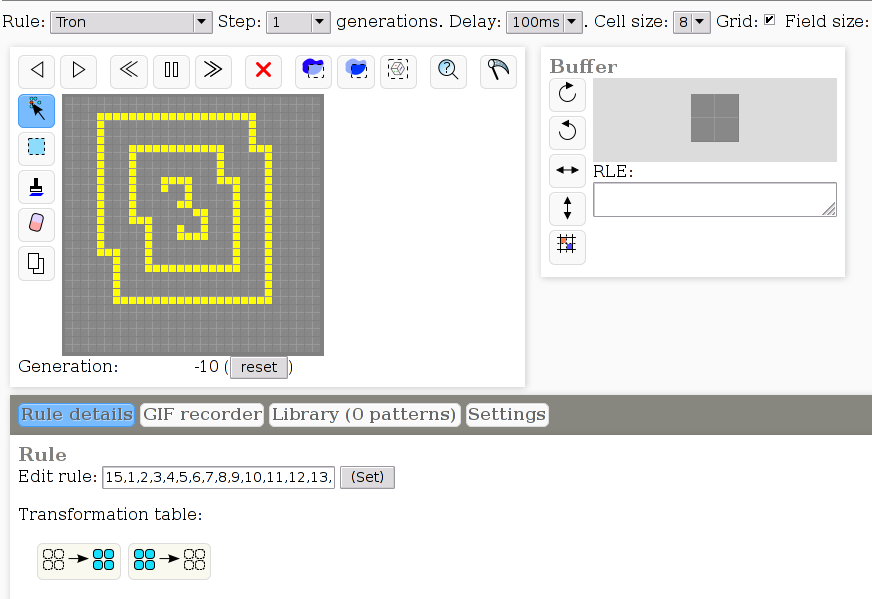 Rule: Tron Step: 1 generations. Delay: 100ms . Cell size: 8 Grid: Field size:
Buffer
RLE:
3
Generation: -10 ( reset )
Rule details GIF recorder Library (0 patterns) Settings
Rule
Edit rule: 15,1,2,3,4,5,6,7,8,9,10,11,12,13, (Set)
Transformation table: